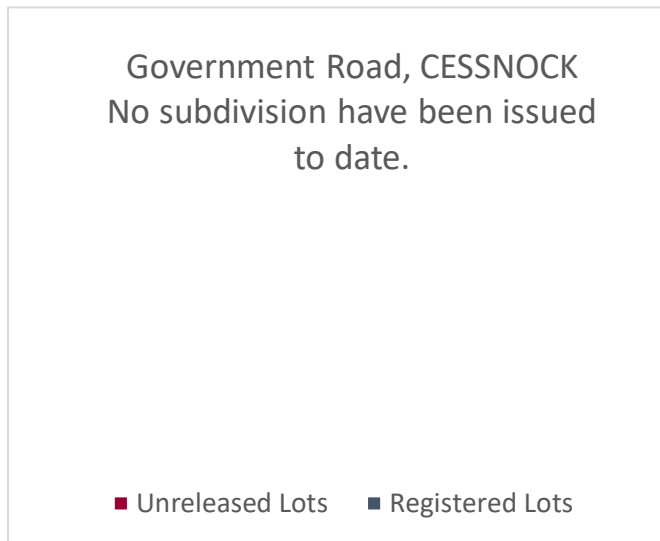 Government Road, CESSNOCK
No subdivision have been issued
to date.
Unreleased Lots
Registered Lots